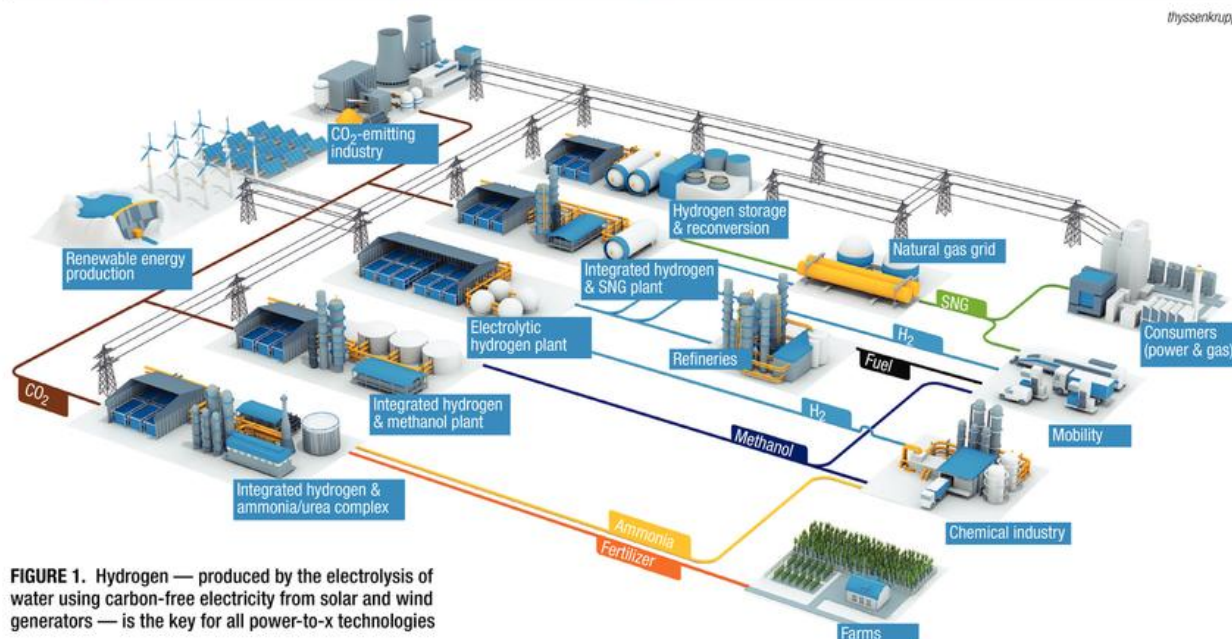 thyssenkrupp
CO₂-emitting
industry
Renewable energy
production
Hydrogen storage
& reconversion
Natural gas grid
Integrated hydrogen
& SNG plant
SNG
Consumers
(power & gas)
Electrolytic
hydrogen plant
Refineries
H₂
Fuel
CO₂
Integrated hydrogen
& methanol plant
H₂
Mobility
Methanol
Integrated hydrogen &
ammonia/urea complex
Chemical industry
Ammonia
Fertilizer
Farms
FIGURE 1. Hydrogen — produced by the electrolysis of
water using carbon-free electricity from solar and wind
generators — is the key for all power-to-x technologies